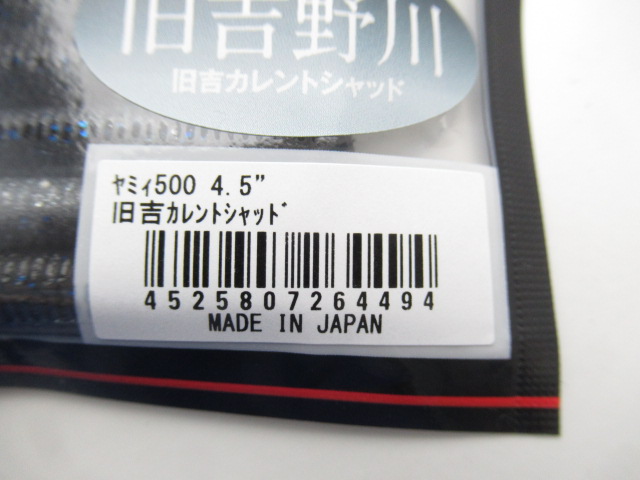 旧吉野川
旧吉カレントシャッド
ﾔﾐｨ500 4.5”
旧吉ｶﾚﾝﾄｼｬｯﾄﾞ
4525807264494
MADE IN JAPAN